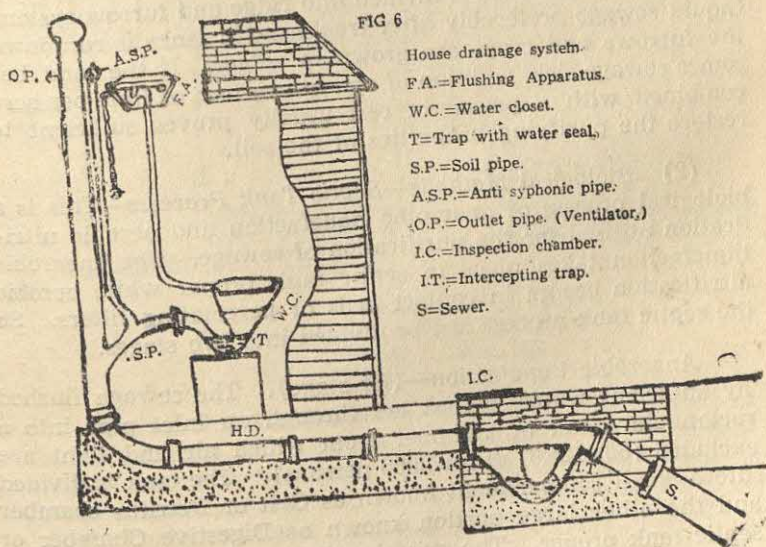 FIG 6
House drainage system.
F.A.=Flushing Apparatus.
W.C.=Water closet.
T=Trap with water seal.
S.P.=Soil pipe.
A.S.P.=Anti syphonic pipe.
O.P.=Outlet pipe. (Ventilator.)
I.C.=Inspection chamber.
I.T.=Intercepting trap.
S=Sewer.
A.S.P.
O.P.
F.A.
W.C.
T.
S.P.
H.D.
I.C.
I.T.
S.